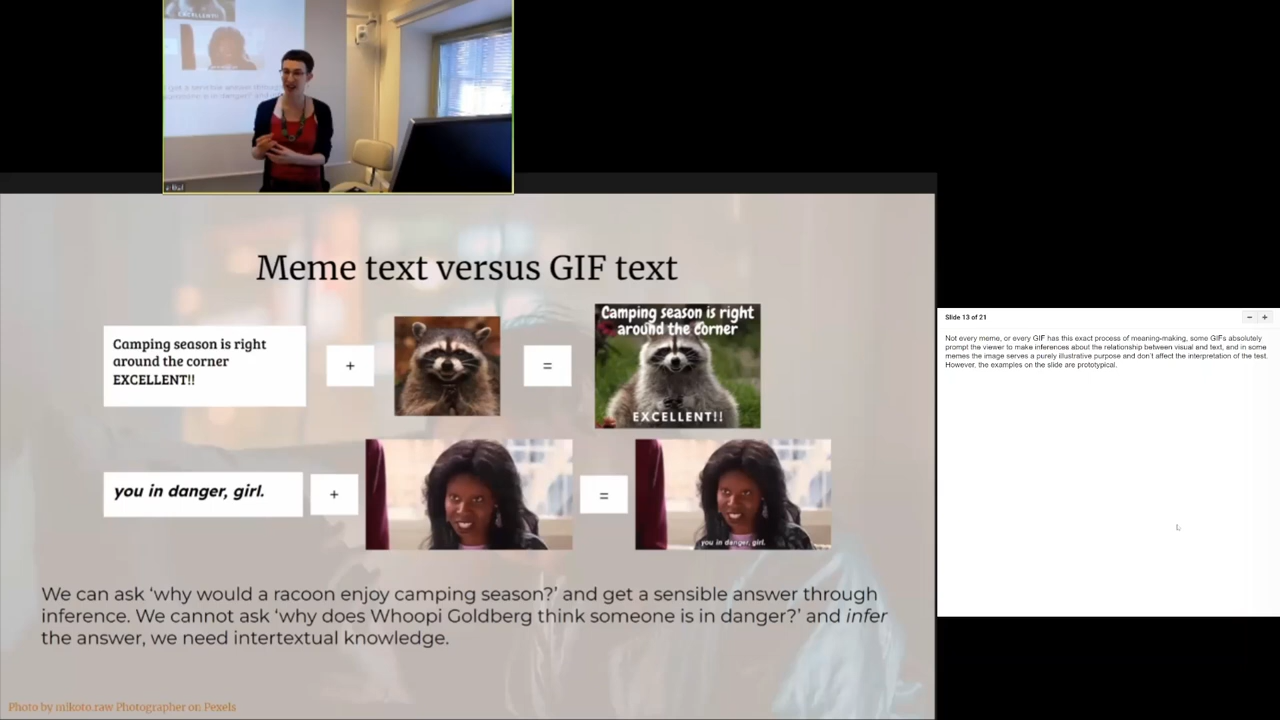 EXCELLENT!!
Meme text versus GIF text
Camping season is right
around the corner
EXCELLENT!!
+
=
Camping season is right
around the corner
EXCELLENT!!
you in danger, girl.
+
=
you in danger, girl.
We can ask ‘why would a racoon enjoy camping season?’ and get a sensible answer through
inference. We cannot ask ‘why does Whoopi Goldberg think someone is in danger?’ and infer
the answer, we need intertextual knowledge.
Photo by mikoto.raw Photographer on Pexels
Slide 13 of 21
− +
Not every meme, or every GIF has this exact process of meaning-making, some GIFs absolutely
prompt the viewer to make inferences about the relationship between visual and text, and in some
memes the image serves a purely illustrative purpose and don't affect the interpretation of the test.
However, the examples on the slide are prototypical.